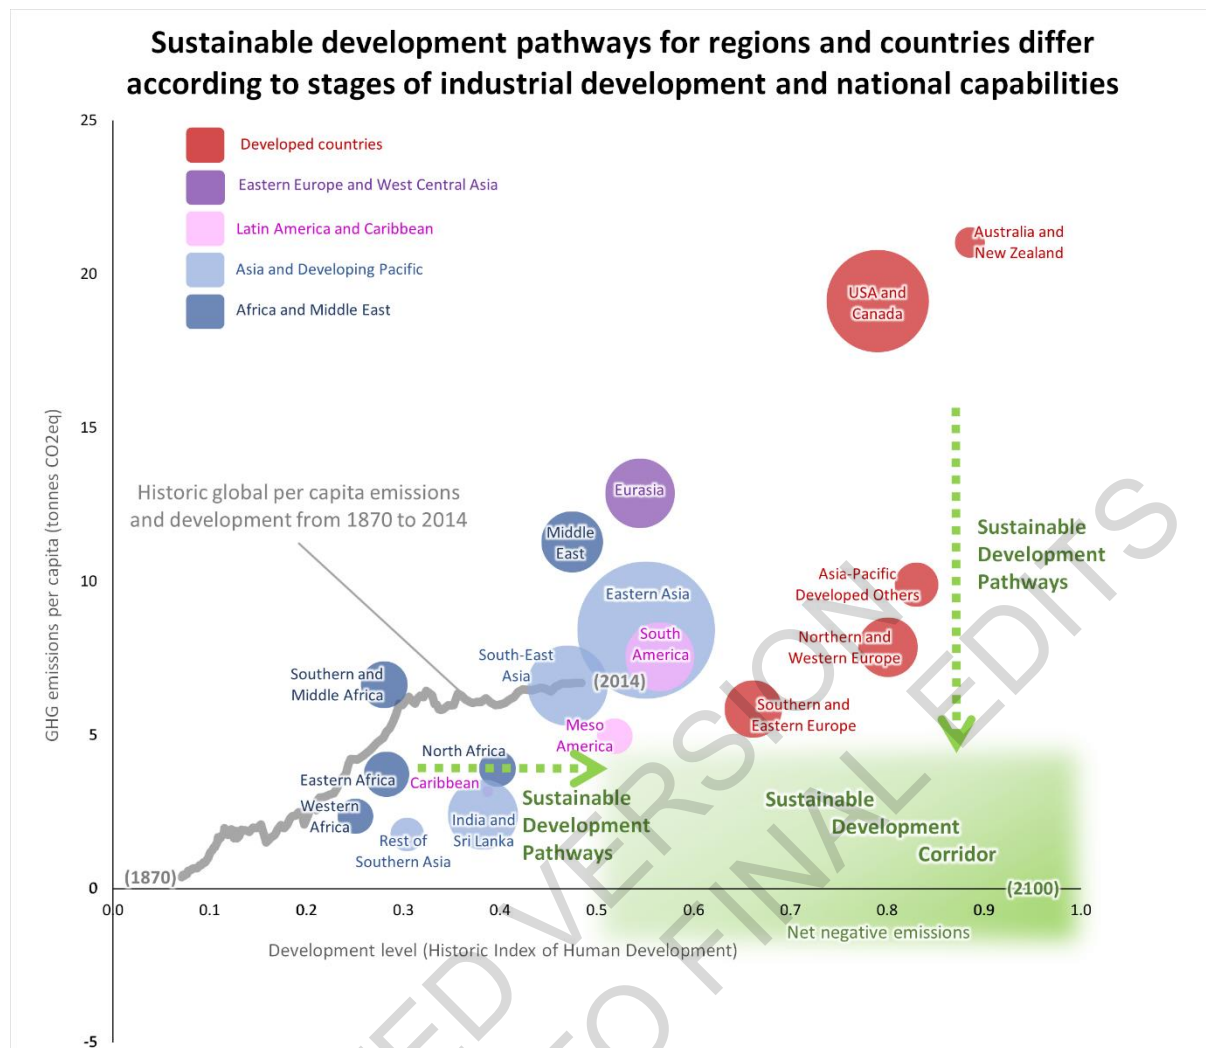 Sustainable development pathways for regions and countries differ
according to stages of industrial development and national capabilities
25
Developed countries
Eastern Europe and West Central Asia
Latin America and Caribbean
Asia and Developing Pacific
Africa and Middle East
Australia and
New Zealand
20
USA and
Canada
15
GHG emissions per capita (tonnes CO2eq)
Historic global per capita emissions
and development from 1870 to 2014
Eurasia
Middle
East
Sustainable
Development
Pathways
10
Asia-Pacific
Developed Others
Eastern Asia
South
America
Northern and
Western Europe
South-East
Asia
(2014)
Southern and
Middle Africa
Southern and
Eastern Europe
5
Meso
America
North Africa
Eastern Africa
Caribbean
Western
Africa
India and
Sri Lanka
Rest of
Southern Asia
Sustainable
Development
Pathways
Sustainable
Development
Corridor
(1870)
0
(2100)
0.0 0.1 0.2 0.3 0.4 0.5 0.6 0.7 0.8 0.9 1.0
Net negative emissions
Development level (Historic Index of Human Development)
-5
VERSION
TO FINAL EDITS